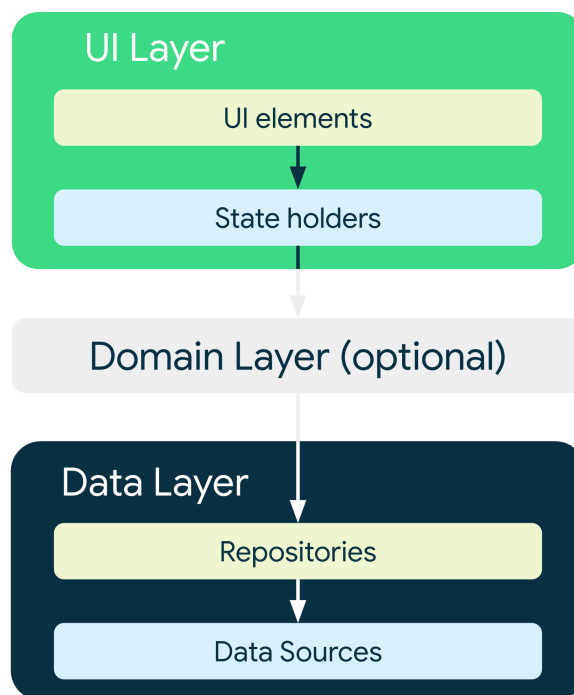 UI Layer
UI elements
State holders
Domain Layer (optional)
Data Layer
Repositories
Data Sources